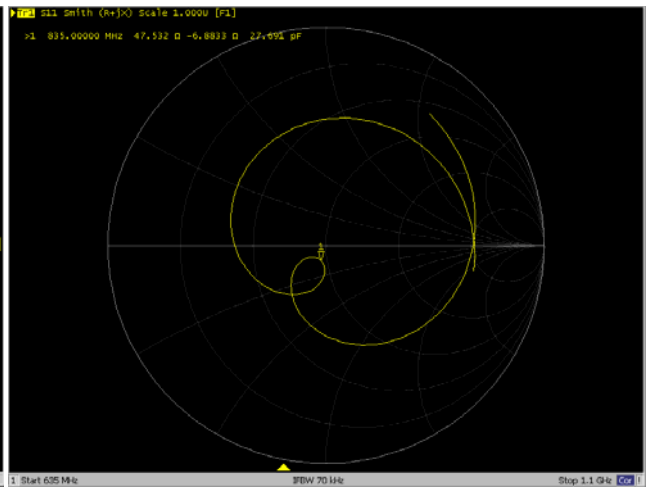 Tr1 S11 Smith (R+jX) Scale 1.000U [F1]
>1 835.00000 MHz 47.532 Ω -6.8833 Ω 27.691 pF
1
1 Start 635 MHz IFBW 70 kHz Stop 1.1 GHz Cor !